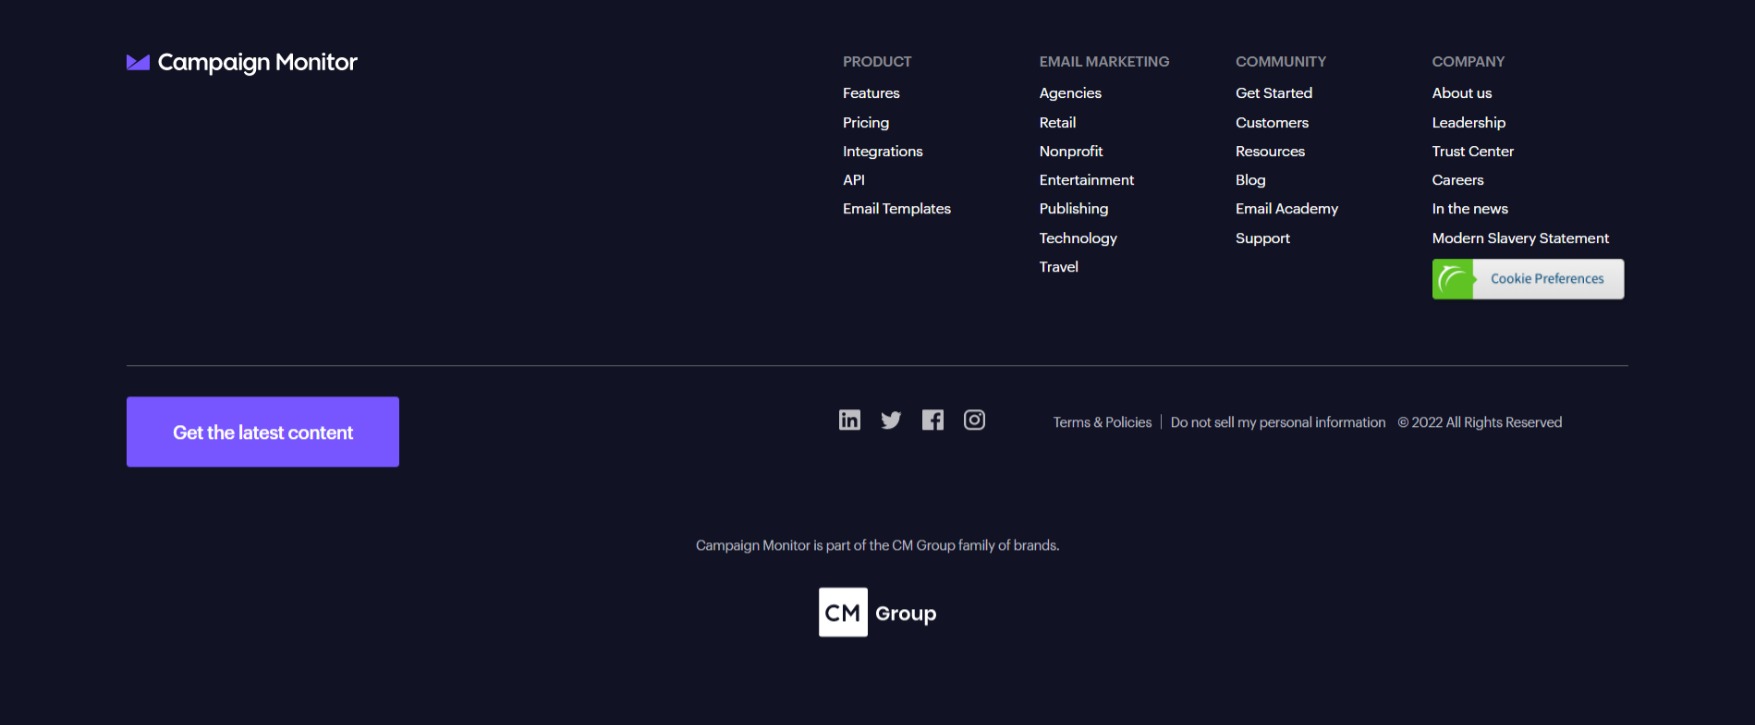 Campaign Monitor
PRODUCT
Features
Pricing
Integrations
API
Email Templates
EMAIL MARKETING
Agencies
Retail
Nonprofit
Entertainment
Publishing
Technology
Travel
COMMUNITY
Get Started
Customers
Resources
Blog
Email Academy
Support
COMPANY
About us
Leadership
Trust Center
Careers
In the news
Modern Slavery Statement
Cookie Preferences
Get the latest content
Terms & Policies | Do not sell my personal information © 2022 All Rights Reserved
Campaign Monitor is part of the CM Group family of brands.
CM Group